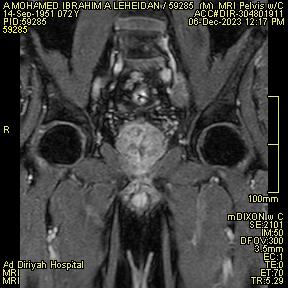 A MOHAMED IBRAHIM A LEHEIDAN / 59285 (M) MRI Pelvis w C
14-Sep-1951 072Y ACC#DIR-304801911
PID:59285 06-Dec-2023 12:17 PM
59285
R
100mm
mDIXON w C
SE:2101
IM:50
DFOV:300
3.5mm
EC:1
Ad Diriyah Hospital TE:0
MRI ET:70
MRI TR:5.29